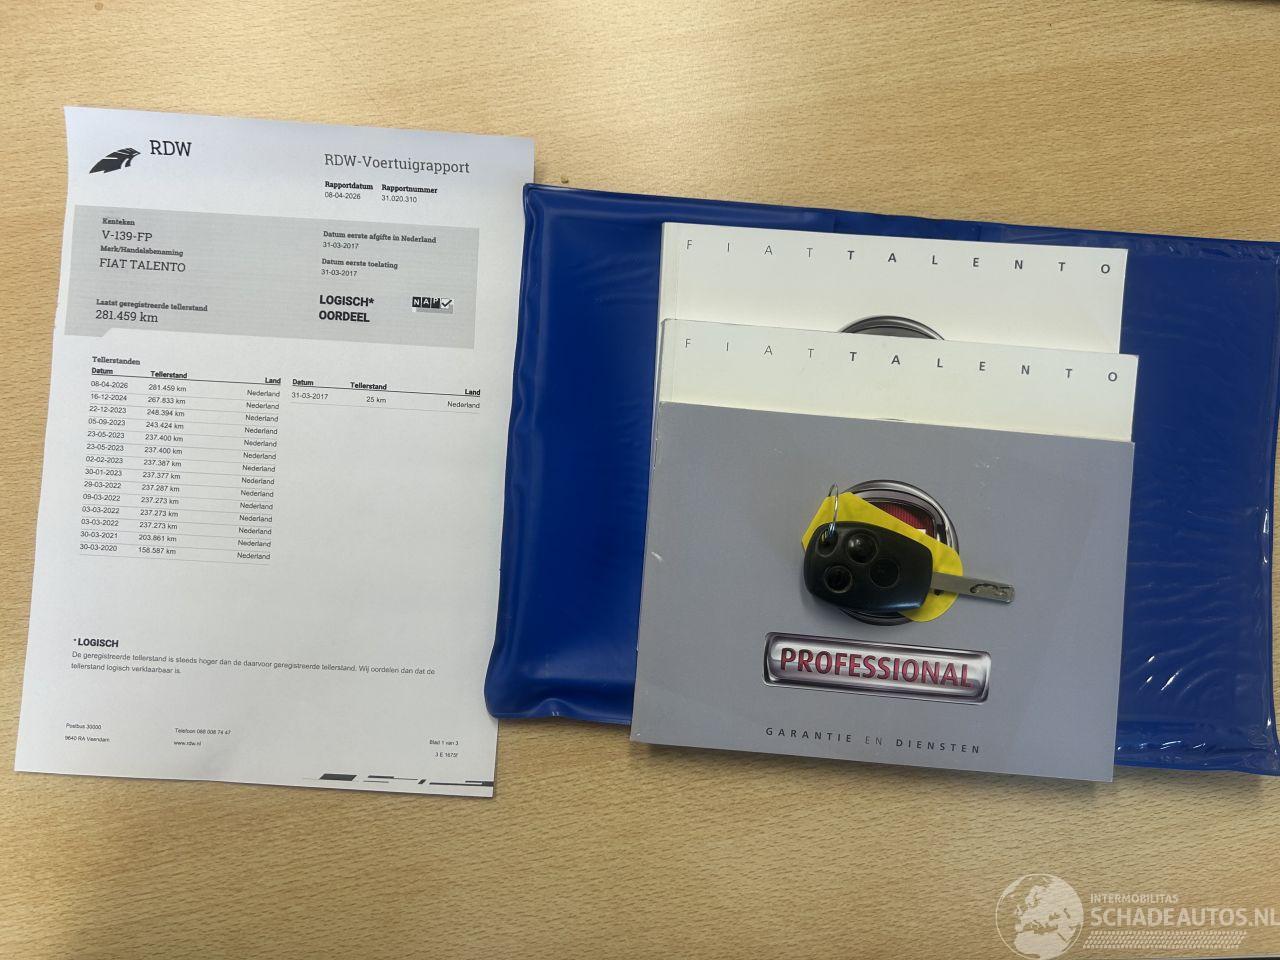 RDW
RDW-Voertuigrapport
Rapportdatum Rapportnummer
08-04-2026 31.020.310
Kenteken
V-139-FP
Merk/Handelsbenaming
FIAT TALENTO
Datum eerste afgifte in Nederland
31-03-2017
Datum eerste toelating
31-03-2017
Laatst geregistreerde tellerstand
281.459 km
LOGISCH*
OORDEEL
NAP
Tellerstanden
Datum Tellerstand Land
08-04-2026 281.459 km Nederland
16-12-2024 267.833 km Nederland
22-12-2023 248.394 km Nederland
05-09-2023 243.424 km Nederland
23-05-2023 237.400 km Nederland
23-05-2023 237.400 km Nederland
02-02-2023 237.387 km Nederland
30-01-2023 237.377 km Nederland
29-03-2022 237.287 km Nederland
09-03-2022 237.273 km Nederland
03-03-2022 237.273 km Nederland
03-03-2022 237.273 km Nederland
30-03-2021 203.861 km Nederland
30-03-2020 158.587 km Nederland
Datum Tellerstand Land
31-03-2017 25 km Nederland
* LOGISCH
De geregistreerde tellerstand is steeds hoger dan de daarvoor geregistreerde tellerstand. Wij oordelen dan dat de
tellerstand logisch verklaarbaar is.
Postbus 30000
9640 RA Veendam
Telefoon 088 008 74 47
www.rdw.nl
Blad 1 van 3
3 E 1675f
FIAT TALENTO
FIAT TALENTO
PROFESSIONAL
GARANTIE EN DIENSTEN
INTERMOBILITAS
SCHADEAUTOS.NL